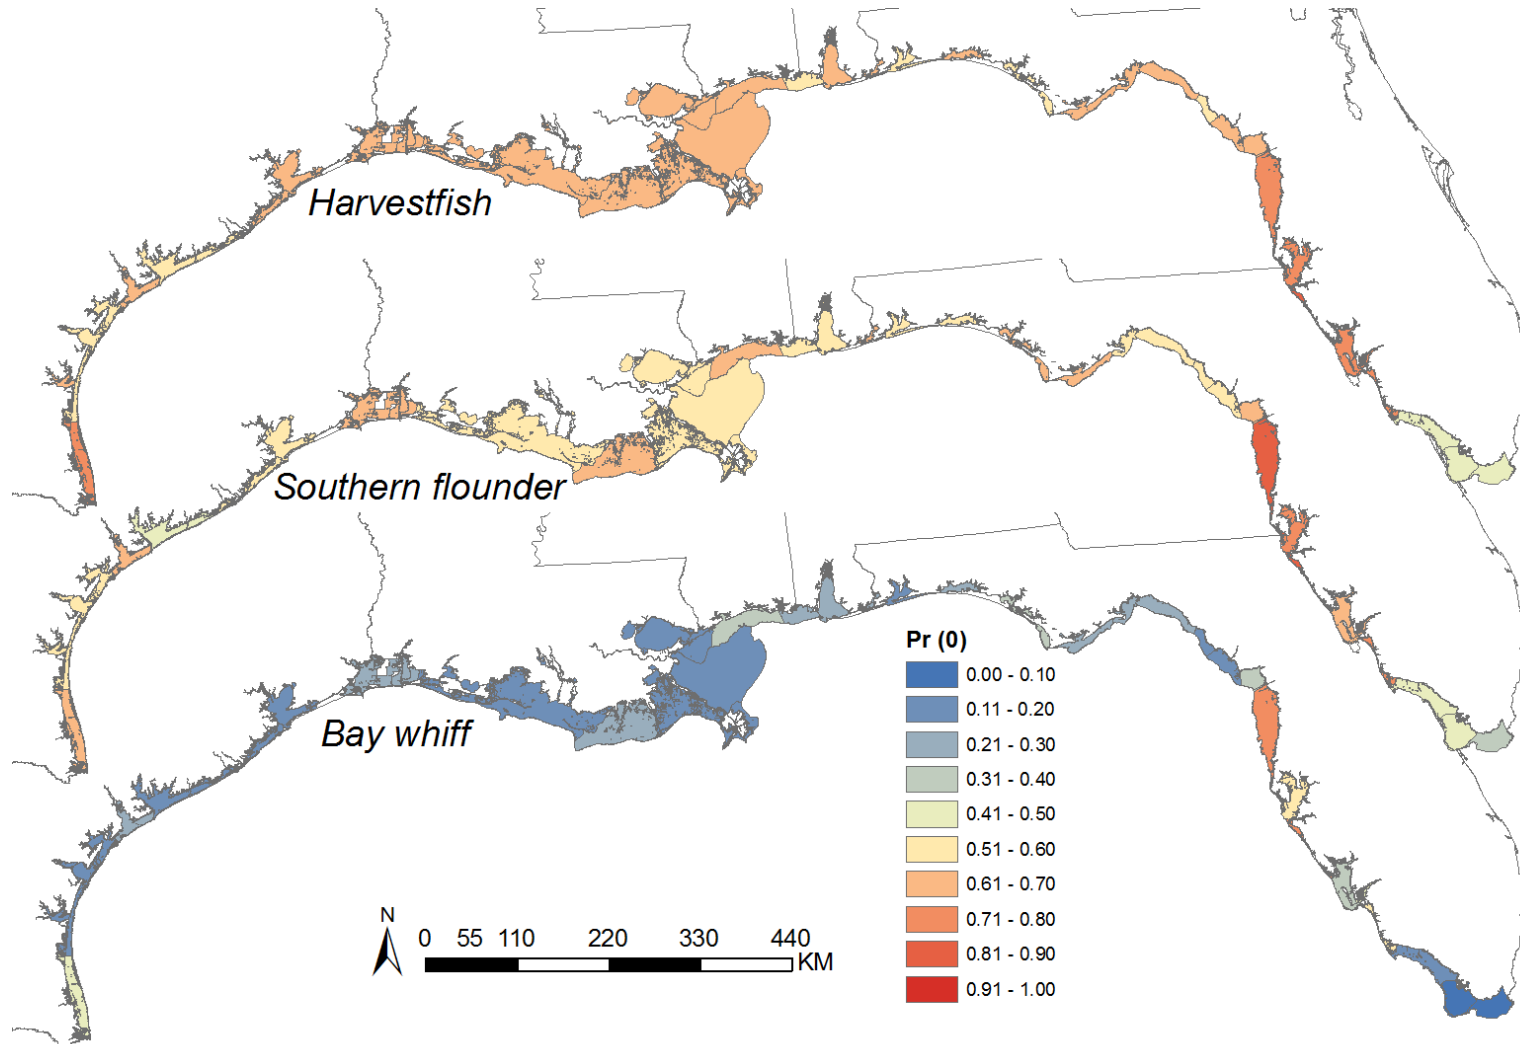 Harvestfish
Southern flounder
Bay whiff
Pr (0)
0.00 - 0.10
0.11 - 0.20
0.21 - 0.30
0.31 - 0.40
0.41 - 0.50
0.51 - 0.60
0.61 - 0.70
0.71 - 0.80
0.81 - 0.90
0.91 - 1.00
N
0 55 110 220 330 440
KM